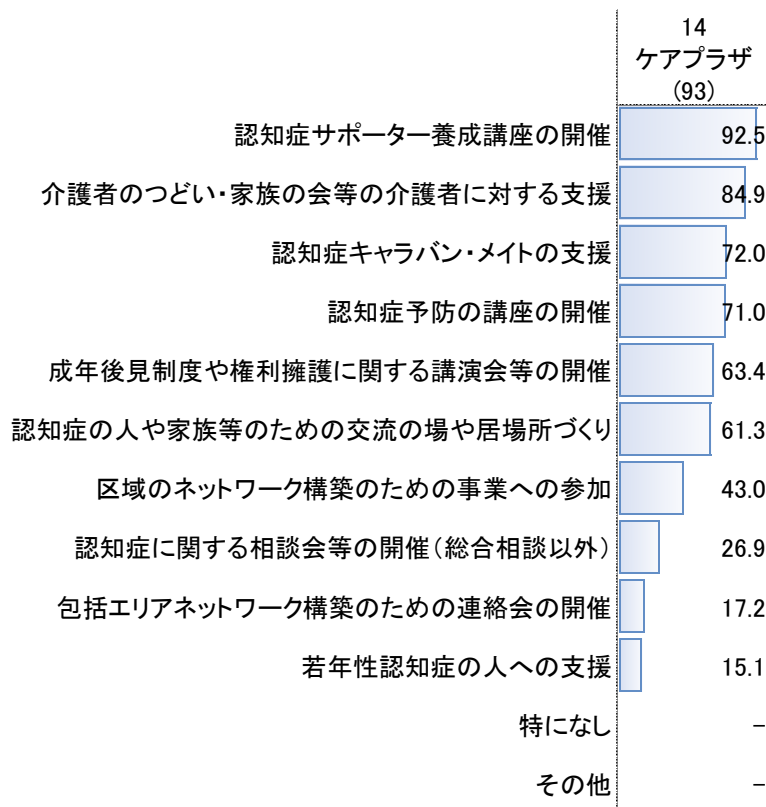 14
ケアプラザ
(93)
認知症サポーター養成講座の開催 92.5
介護者のつどい・家族の会等の介護者に対する支援 84.9
認知症キャラバン・メイトの支援 72.0
認知症予防の講座の開催 71.0
成年後見制度や権利擁護に関する講演会等の開催 63.4
認知症の人や家族等のための交流の場や居場所づくり 61.3
区域のネットワーク構築のための事業への参加 43.0
認知症に関する相談会等の開催（総合相談以外） 26.9
包括エリアネットワーク構築のための連絡会の開催 17.2
若年性認知症の人への支援 15.1
特になし －
その他 －